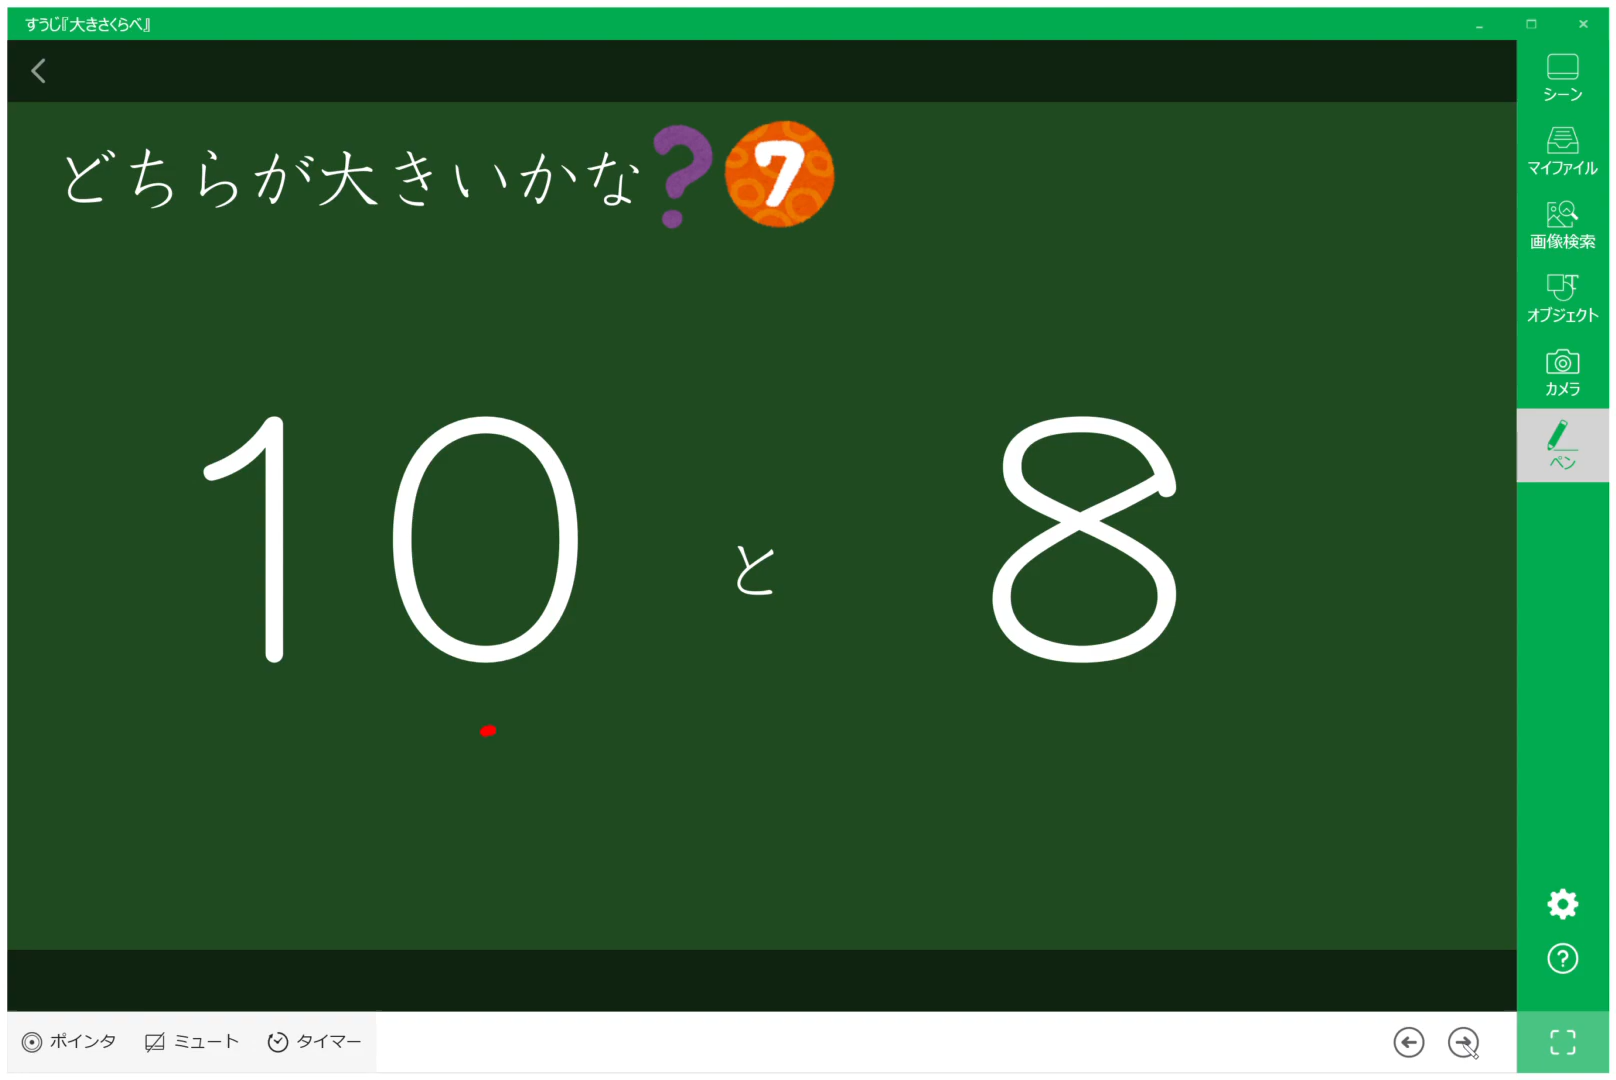 すうじ『大きさくらべ』
どちらが大きいかな?7
10 と 8
シーン
マイファイル
画像検索
オブジェクト
カメラ
ペン
?
ポインタ ミュート タイマー